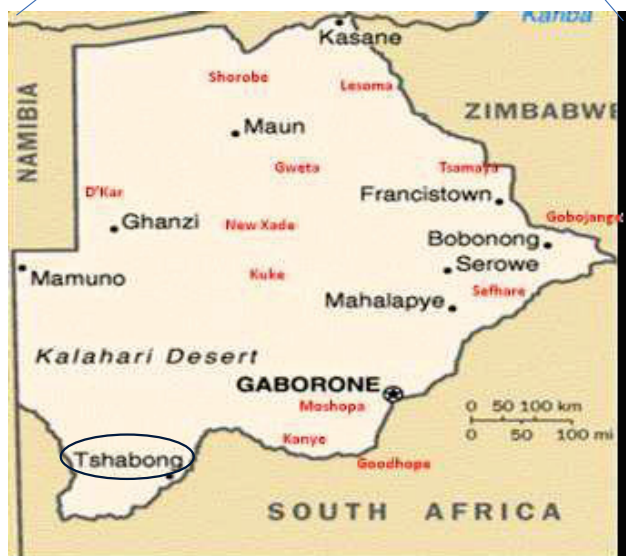 Kariba
Kasane
Shorobe
Lesoma
ZIMBABWE
NAMIBIA
Maun
Gweta
Tsamaya
D'Kar
Francistown
Ghanzi
New Xade
Gobojango
Bobonong
Serowe
Kuke
Mamuno
Sefhare
Mahalapye
Kalahari Desert
GABORONE
Moshopa
0 50 100 km
0 50 100 mi
Kanye
Tshabong
Goodhope
SOUTH AFRICA